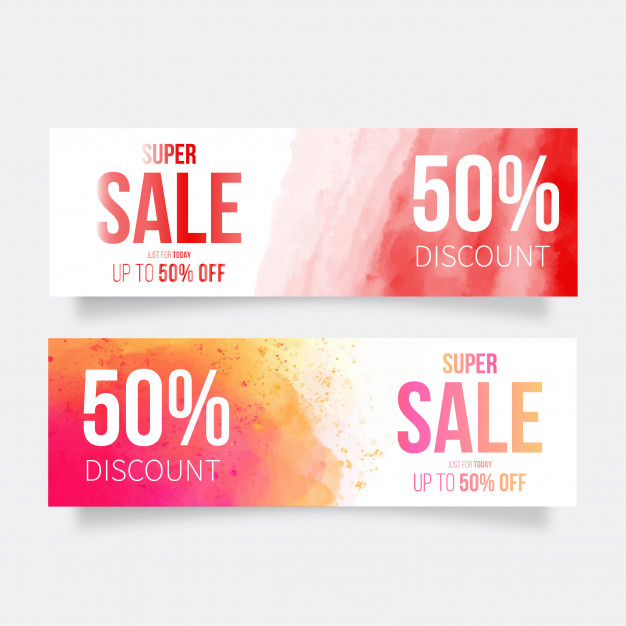 SUPER
SALE
JUST FOR TODAY
UP TO 50% OFF
50%
DISCOUNT
50%
DISCOUNT
SUPER
SALE
JUST FOR TODAY
UP TO 50% OFF